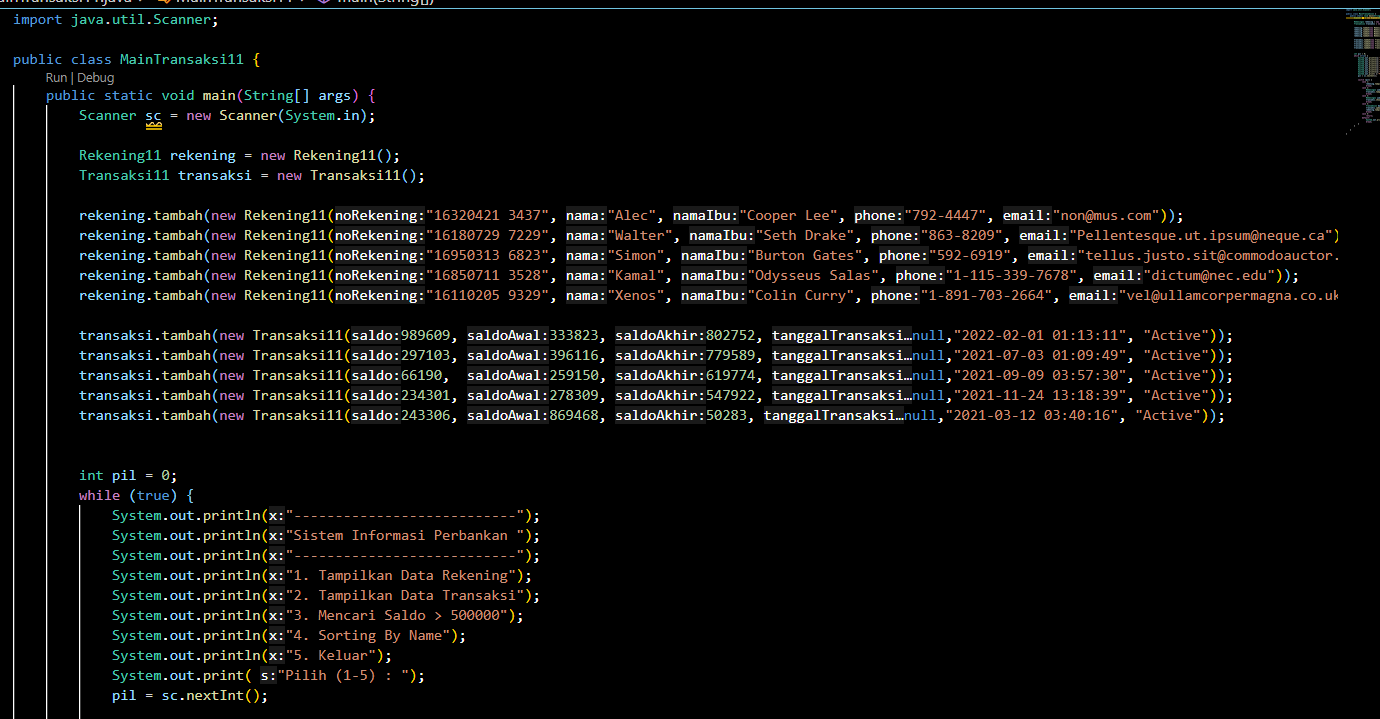 import java.util.Scanner;
public class MainTransaksi11 {
Run | Debug
public static void main(String[] args) {
Scanner sc = new Scanner(System.in);
Rekening11 rekening = new Rekening11();
Transaksi11 transaksi = new Transaksi11();
rekening.tambah(new Rekening11(noRekening:"16320421 3437", nama:"Alec", namaIbu:"Cooper Lee", phone:"792-4447", email:"non@mus.com"));
rekening.tambah(new Rekening11(noRekening:"16180729 7229", nama:"Walter", namaIbu:"Seth Drake", phone:"863-8209", email:"Pellentesque.ut.ipsum@neque.ca")
rekening.tambah(new Rekening11(noRekening:"16950313 6823", nama:"Simon", namaIbu:"Burton Gates", phone:"592-6919", email:"tellus.justo.sit@commodoauctor.
rekening.tambah(new Rekening11(noRekening:"16850711 3528", nama:"Kamal", namaIbu:"Odysseus Salas", phone:"1-115-339-7678", email:"dictum@nec.edu"));
rekening.tambah(new Rekening11(noRekening:"16110205 9329", nama:"Xenos", namaIbu:"Colin Curry", phone:"1-891-703-2664", email:"vel@ullamcorpermagna.co.uk
transaksi.tambah(new Transaksi11(saldo:989609, saldoAwal:333823, saldoAkhir:802752, tanggalTransaksi…null,"2022-02-01 01:13:11", "Active"));
transaksi.tambah(new Transaksi11(saldo:297103, saldoAwal:396116, saldoAkhir:779589, tanggalTransaksi…null,"2021-07-03 01:09:49", "Active"));
transaksi.tambah(new Transaksi11(saldo:66190,  saldoAwal:259150, saldoAkhir:619774, tanggalTransaksi…null,"2021-09-09 03:57:30", "Active"));
transaksi.tambah(new Transaksi11(saldo:234301, saldoAwal:278309, saldoAkhir:547922, tanggalTransaksi…null,"2021-11-24 13:18:39", "Active"));
transaksi.tambah(new Transaksi11(saldo:243306, saldoAwal:869468, saldoAkhir:50283, tanggalTransaksi…null,"2021-03-12 03:40:16", "Active"));
int pil = 0;
while (true) {
System.out.println(x:"---------------------------");
System.out.println(x:"Sistem Informasi Perbankan ");
System.out.println(x:"---------------------------");
System.out.println(x:"1. Tampilkan Data Rekening");
System.out.println(x:"2. Tampilkan Data Transaksi");
System.out.println(x:"3. Mencari Saldo > 500000");
System.out.println(x:"4. Sorting By Name");
System.out.println(x:"5. Keluar");
System.out.print( s:"Pilih (1-5) : ");
pil = sc.nextInt();